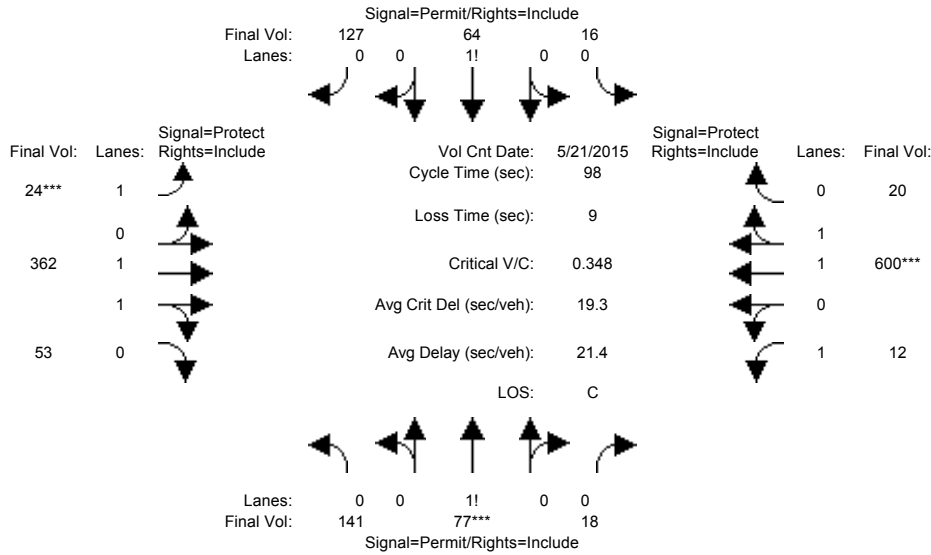 Signal=Permit/Rights=Include
Final Vol: 127 64 16
Lanes: 0 0 1! 0 0
Signal=Protect Signal=Protect
Final Vol: Lanes: Rights=Include Vol Cnt Date: 5/21/2015 Rights=Include Lanes: Final Vol:
Cycle Time (sec): 98
24*** 1 0 20
Loss Time (sec): 9
0 1
362 1 Critical V/C: 0.348 1 600***
1 Avg Crit Del (sec/veh): 19.3 0
53 0 Avg Delay (sec/veh): 21.4 1 12
LOS: C
Lanes: 0 0 1! 0 0
Final Vol: 141 77*** 18
Signal=Permit/Rights=Include